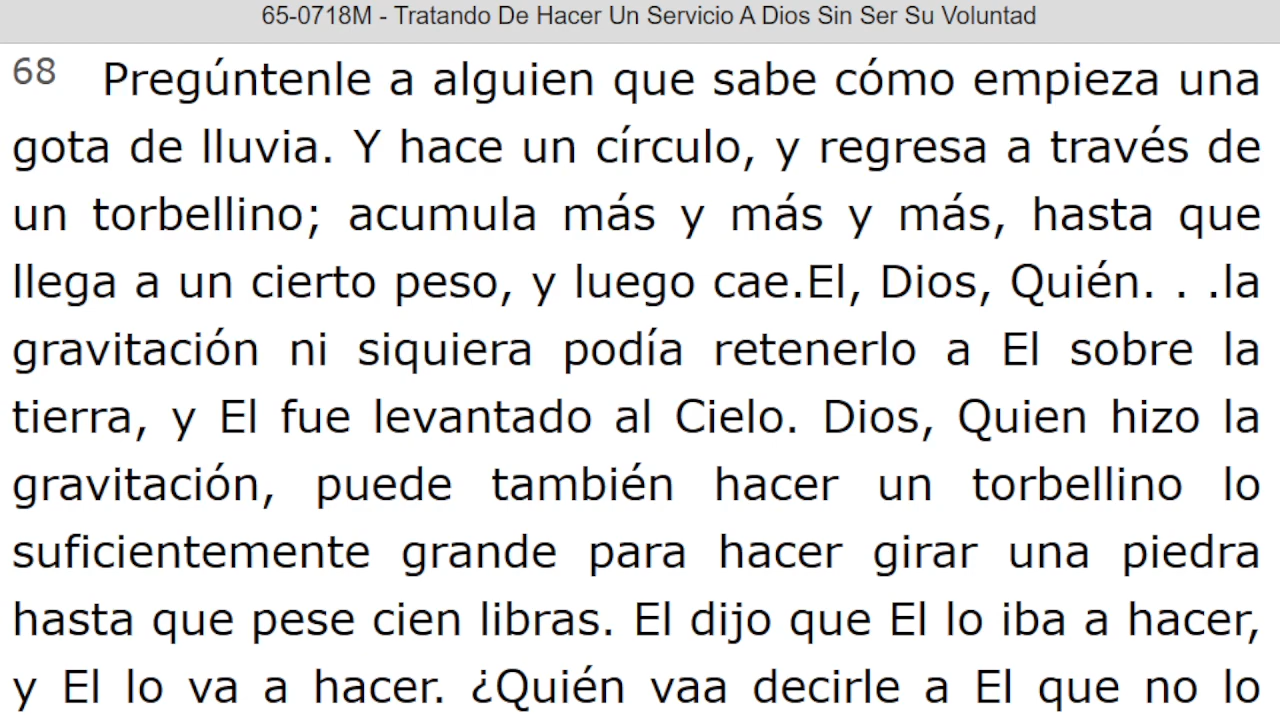 65-0718M - Tratando De Hacer Un Servicio A Dios Sin Ser Su Voluntad
68 Pregúntenle a alguien que sabe cómo empieza una
gota de lluvia. Y hace un círculo, y regresa a través de
un torbellino; acumula más y más y más, hasta que
llega a un cierto peso, y luego cae.El, Dios, Quién. . .la
gravitación ni siquiera podía retenerlo a El sobre la
tierra, y El fue levantado al Cielo. Dios, Quien hizo la
gravitación, puede también hacer un torbellino lo
suficientemente grande para hacer girar una piedra
hasta que pese cien libras. El dijo que El lo iba a hacer,
y El lo va a hacer. ¿Quién vaa decirle a El que no lo